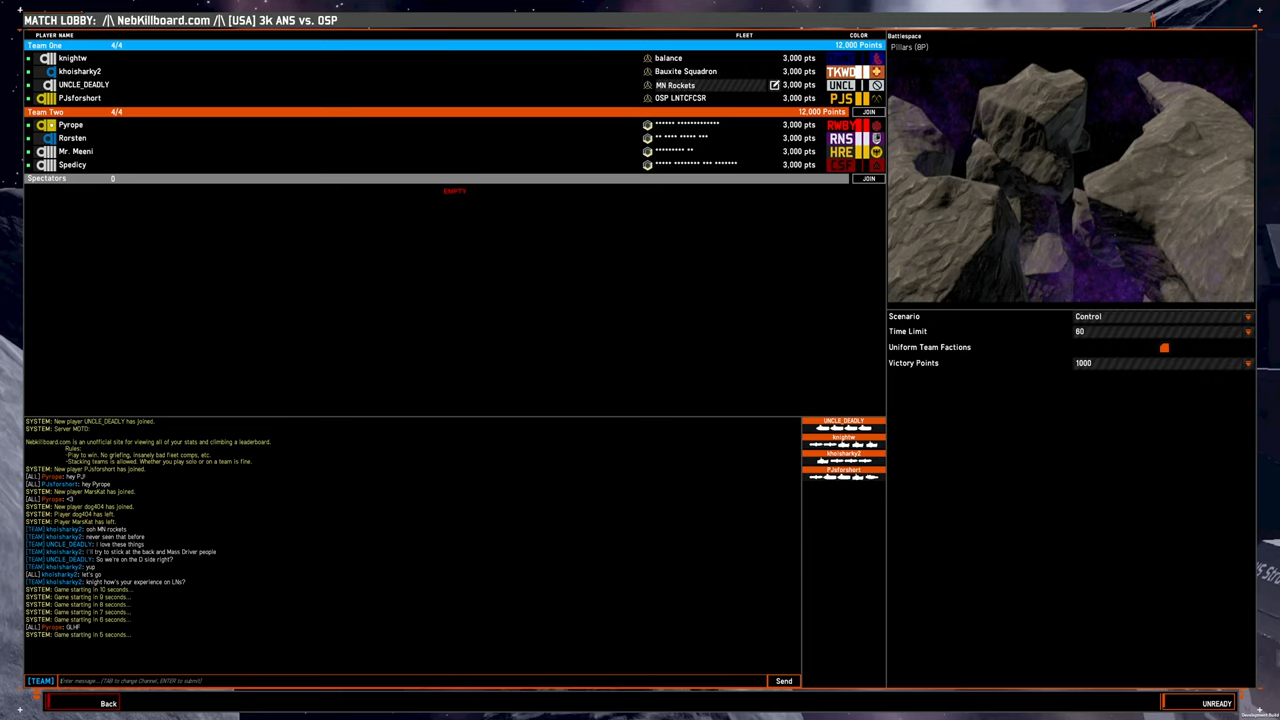 MATCH LOBBY: /|\ NebKillboard.com /|\ [USA] 3k ANS vs. OSP
PLAYER NAME FLEET COLOR
Team One 4/4 12,000 Points
knightw balance 3,000 pts
khoisharky2 Bauxite Squadron 3,000 pts TKWD
UNCLE_DEADLY MN Rockets 3,000 pts UNCL
PJsforshort OSP LNTCFCSR 3,000 pts PJS
Team Two 4/4 12,000 Points JOIN
Pyrope •••••• ••••••••••••• 3,000 pts RWBY
Rorsten •• •••• ••••• ••• 3,000 pts RNS
Mr. Meeni ••••••••• •• 3,000 pts HRE
Spedicy ••••• •••••••• ••• ••••••• 3,000 pts CSF
Spectators 0 JOIN
EMPTY
Battlespace
Pillars (8P)
Scenario Control
Time Limit 60
Uniform Team Factions
Victory Points 1000
SYSTEM: New player UNCLE_DEADLY has joined.
SYSTEM: Server MOTD:
Nebkillboard.com is an unofficial site for viewing all of your stats and climbing a leaderboard.
Rules:
-Play to win. No griefing, insanely bad fleet comps, etc.
-Stacking teams is allowed. Whether you play solo or on a team is fine.
SYSTEM: New player PJsforshort has joined.
[ALL] Pyrope: hey PJ!
[ALL] PJsforshort: hey Pyrope
SYSTEM: New player MarsKat has joined.
[ALL] Pyrope: <3
SYSTEM: New player dog404 has joined.
SYSTEM: Player dog404 has left.
SYSTEM: Player MarsKat has left.
[TEAM] khoisharky2: ooh MN rockets
[TEAM] khoisharky2: never seen that before
[TEAM] UNCLE_DEADLY: I love these things
[TEAM] khoisharky2: I'll try to stick at the back and Mass Driver people
[TEAM] UNCLE_DEADLY: So we're on the D side right?
[TEAM] khoisharky2: yup
[ALL] khoisharky2: let's go
[TEAM] khoisharky2: knight how's your experience on LNs?
SYSTEM: Game starting in 10 seconds...
SYSTEM: Game starting in 9 seconds...
SYSTEM: Game starting in 8 seconds...
SYSTEM: Game starting in 7 seconds...
SYSTEM: Game starting in 6 seconds...
[ALL] Pyrope: GLHF
SYSTEM: Game starting in 5 seconds...
UNCLE_DEADLY
knightw
khoisharky2
PJsforshort
[TEAM] Enter message... (TAB to change Channel, ENTER to submit) Send
Back
UNREADY
Development Build